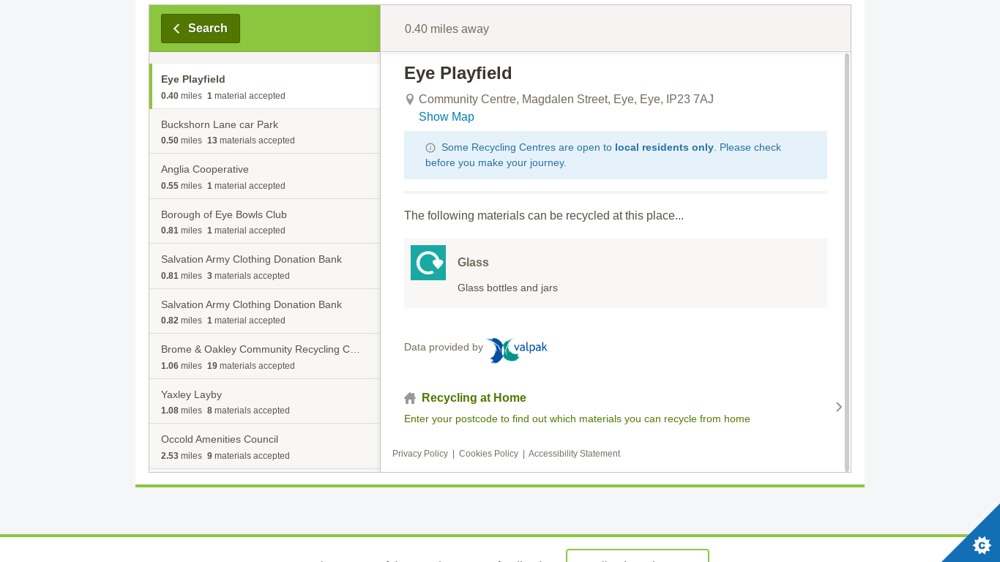 Search
0.40 miles away
Eye Playfield
0.40 miles 1 material accepted
Buckshorn Lane car Park
0.50 miles 13 materials accepted
Anglia Cooperative
0.55 miles 1 material accepted
Borough of Eye Bowls Club
0.81 miles 1 material accepted
Salvation Army Clothing Donation Bank
0.81 miles 3 materials accepted
Salvation Army Clothing Donation Bank
0.82 miles 1 material accepted
Brome & Oakley Community Recycling C…
1.06 miles 19 materials accepted
Yaxley Layby
1.08 miles 8 materials accepted
Occold Amenities Council
2.53 miles 9 materials accepted
Eye Playfield
Community Centre, Magdalen Street, Eye, Eye, IP23 7AJ
Show Map
Some Recycling Centres are open to local residents only. Please check
before you make your journey.
The following materials can be recycled at this place...
Glass
Glass bottles and jars
Data provided by valpak
Recycling at Home
Enter your postcode to find out which materials you can recycle from home
Privacy Policy | Cookies Policy | Accessibility Statement